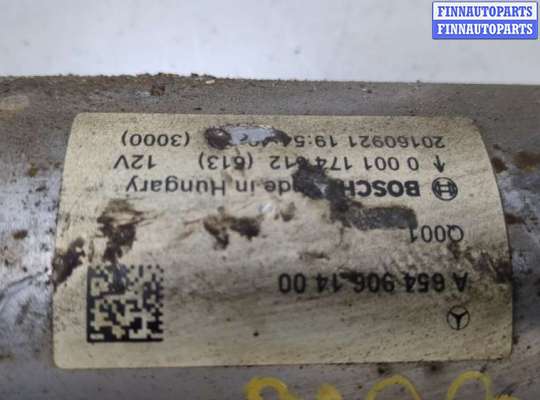 FINNAUTOPARTS
FINNAUTOPARTS
A 654 906 14 00
Q001
BOSCH Made in Hungary
↑ 0 001 174 612 (613) 12V
20160921 19:54 (3000)